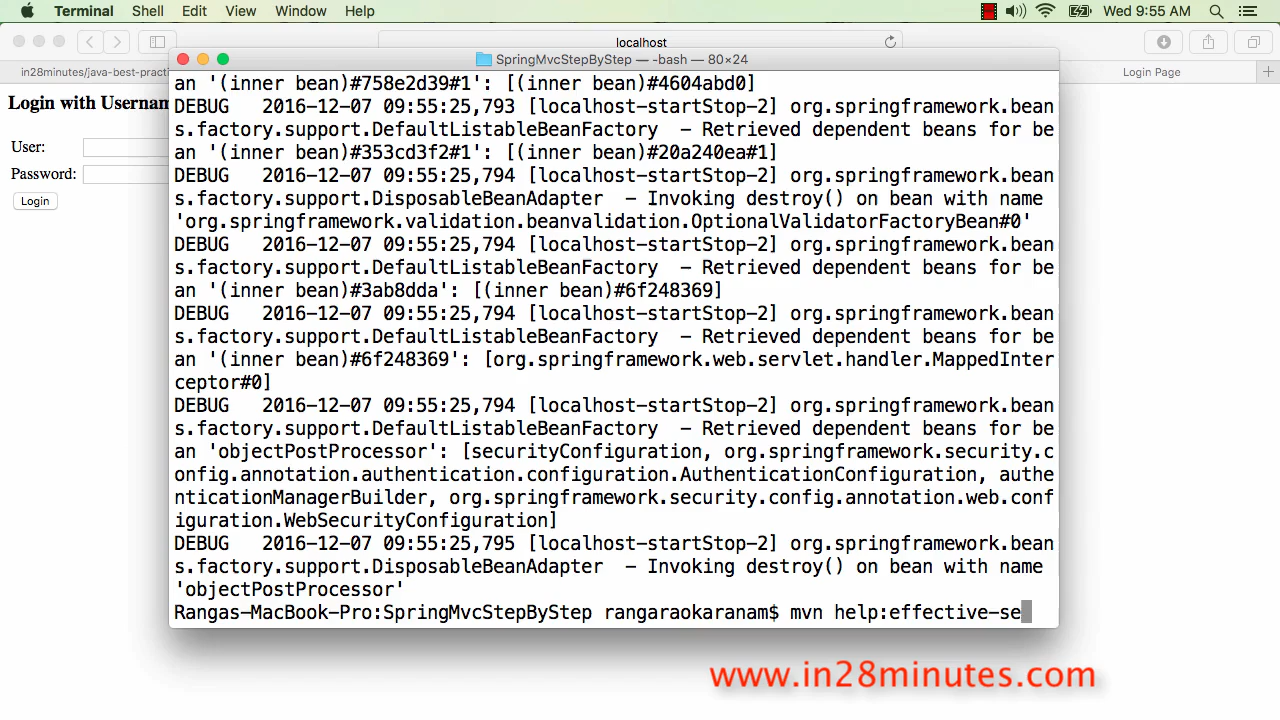 Terminal Shell Edit View Window Help Wed 9:55 AM
localhost
in28minutes/java-best-practi Login Page
SpringMvcStepByStep — -bash — 80×24
Login with Usernam
User:
Password:
Login
an '(inner bean)#758e2d39#1': [(inner bean)#4604abd0]
DEBUG 2016-12-07 09:55:25,793 [localhost-startStop-2] org.springframework.bean
s.factory.support.DefaultListableBeanFactory - Retrieved dependent beans for be
an '(inner bean)#353cd3f2#1': [(inner bean)#20a240ea#1]
DEBUG 2016-12-07 09:55:25,794 [localhost-startStop-2] org.springframework.bean
s.factory.support.DisposableBeanAdapter - Invoking destroy() on bean with name
'org.springframework.validation.beanvalidation.OptionalValidatorFactoryBean#0'
DEBUG 2016-12-07 09:55:25,794 [localhost-startStop-2] org.springframework.bean
s.factory.support.DefaultListableBeanFactory - Retrieved dependent beans for be
an '(inner bean)#3ab8dda': [(inner bean)#6f248369]
DEBUG 2016-12-07 09:55:25,794 [localhost-startStop-2] org.springframework.bean
s.factory.support.DefaultListableBeanFactory - Retrieved dependent beans for be
an '(inner bean)#6f248369': [org.springframework.web.servlet.handler.MappedInter
ceptor#0]
DEBUG 2016-12-07 09:55:25,794 [localhost-startStop-2] org.springframework.bean
s.factory.support.DefaultListableBeanFactory - Retrieved dependent beans for be
an 'objectPostProcessor': [securityConfiguration, org.springframework.security.c
onfig.annotation.authentication.configuration.AuthenticationConfiguration, authe
nticationManagerBuilder, org.springframework.security.config.annotation.web.conf
iguration.WebSecurityConfiguration]
DEBUG 2016-12-07 09:55:25,795 [localhost-startStop-2] org.springframework.bean
s.factory.support.DisposableBeanAdapter - Invoking destroy() on bean with name
'objectPostProcessor'
Rangas-MacBook-Pro:SpringMvcStepByStep rangaraokaranam$ mvn help:effective-se
www.in28minutes.com